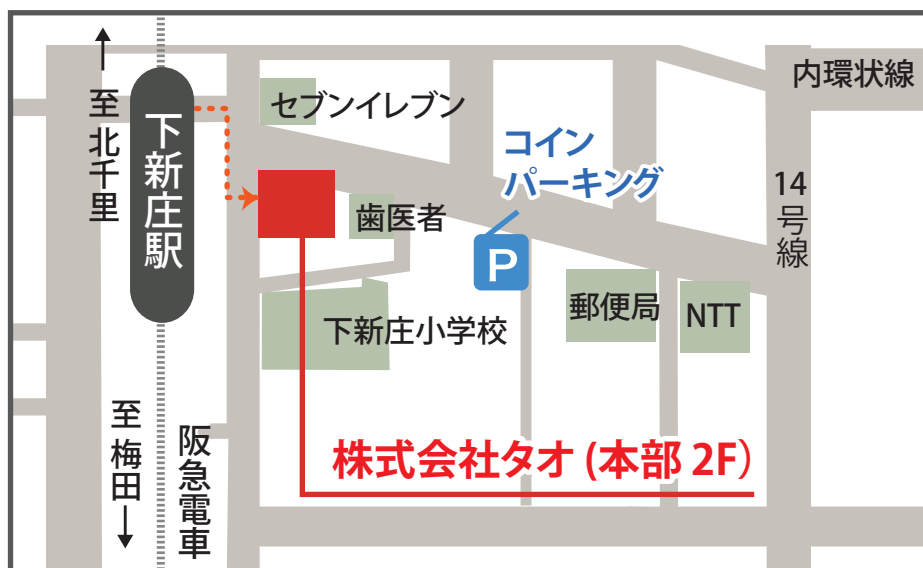 至 北千里
下新庄駅
セブンイレブン
コイン
パーキング
内環状線
14号線
歯医者
P
郵便局
NTT
下新庄小学校
至 梅田
阪急電車
株式会社タオ (本部 2F）